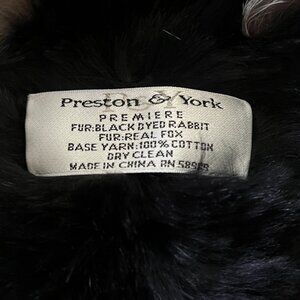 Preston & York
PREMIERE
FUR:BLACK DYED RABBIT
FUR:REAL FOX
BASE YARN:100% COTTON
DRY CLEAN
MADE IN CHINA RN